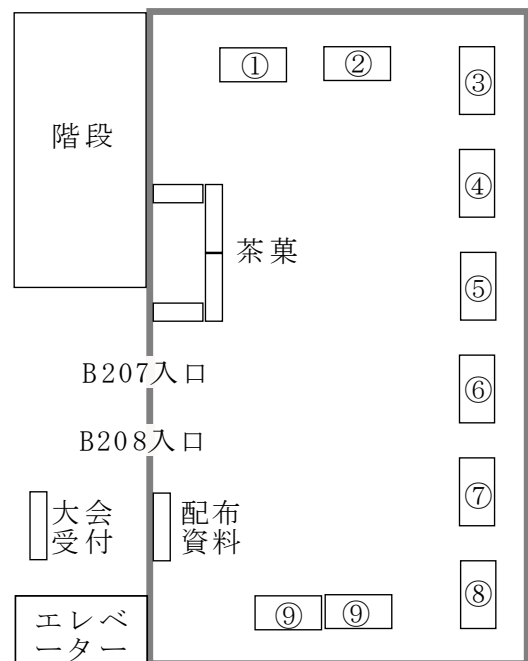 ①
②
③
階段
④
茶菓
⑤
B207入口
⑥
B208入口
⑦
大会
受付
配布
資料
⑧
エレベ
ーター
⑨
⑨